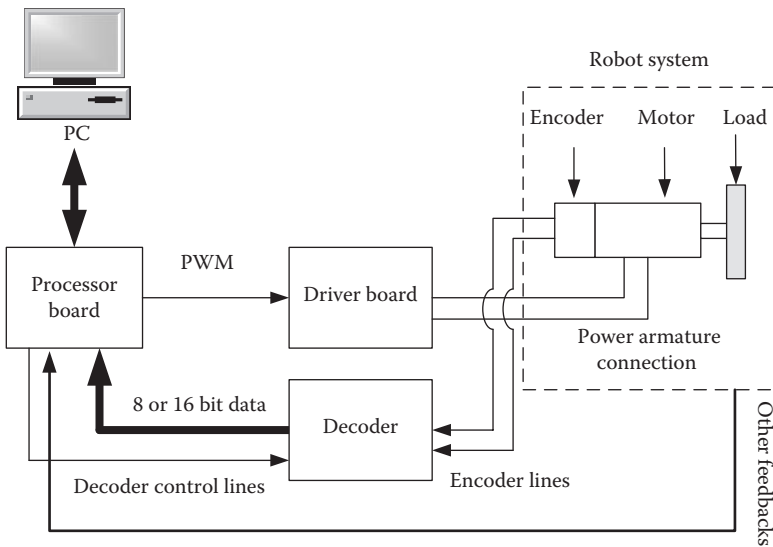 Robot system
Encoder
Motor
Load
PC
PWM
Processor
board
Driver board
Power armature
connection
8 or 16 bit data
Decoder
Decoder control lines
Encoder lines
Other feedbacks